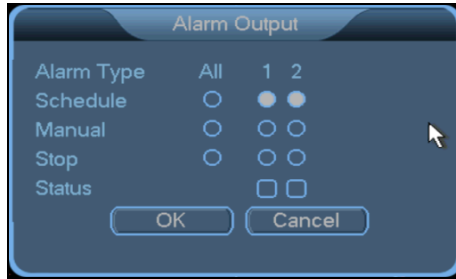 Alarm Output
Alarm Type All 1 2
Schedule
Manual
Stop
Status
OK Cancel